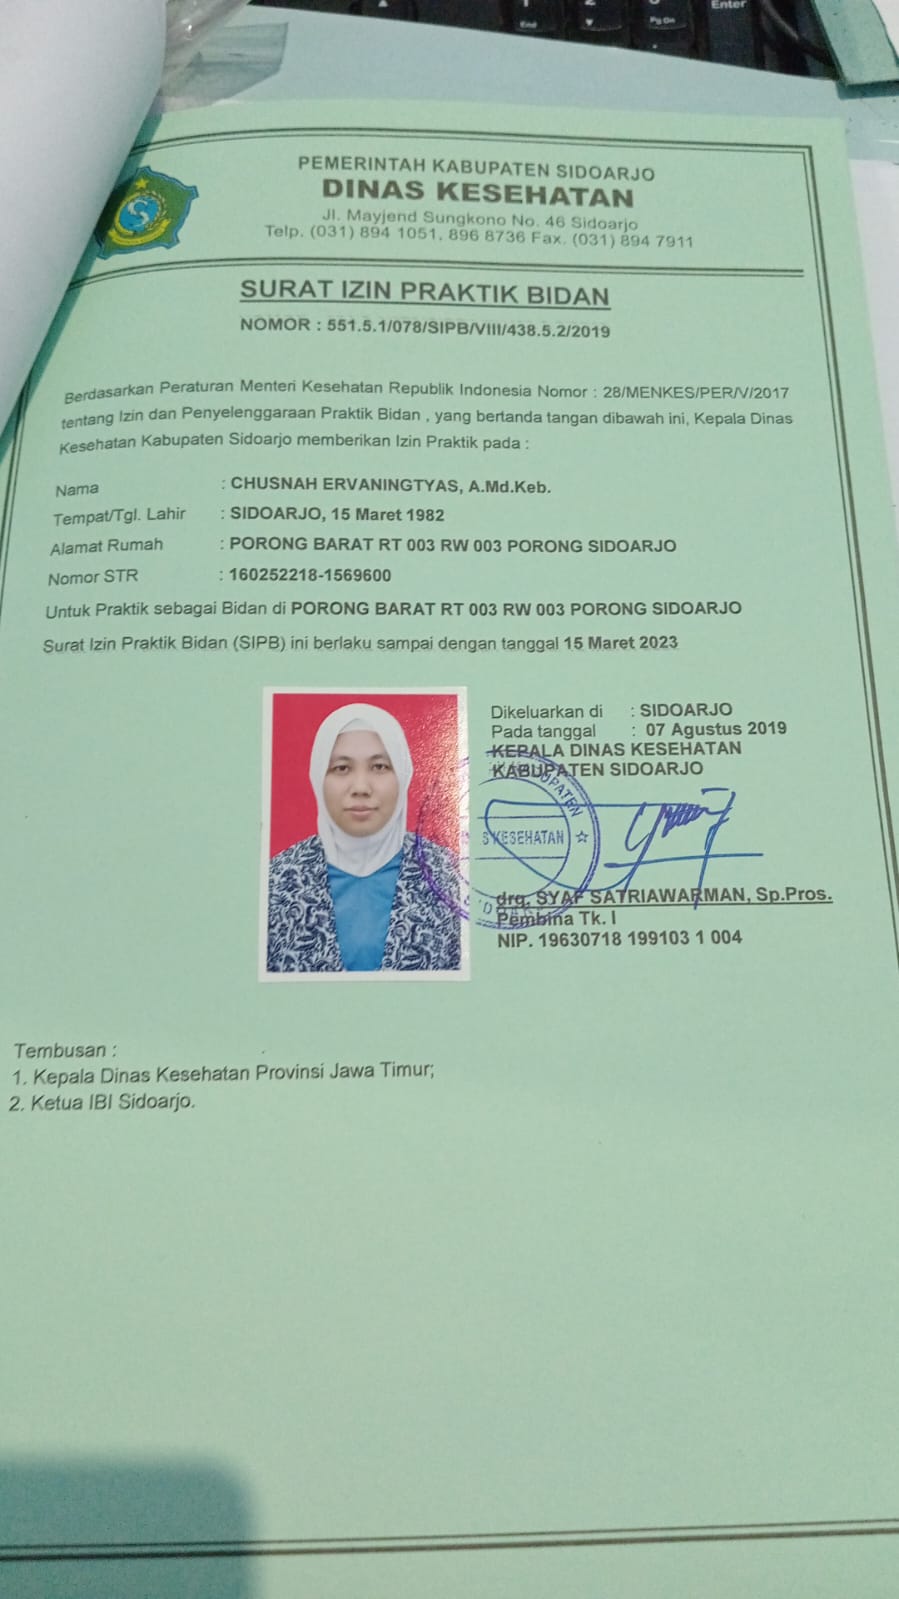 End
Pg Dn
Enter
PEMERINTAH KABUPATEN SIDOARJO
DINAS KESEHATAN
Jl. Mayjend Sungkono No. 46 Sidoarjo
Telp. (031) 894 1051, 896 8736 Fax. (031) 894 7911
SURAT IZIN PRAKTIK BIDAN
NOMOR : 551.5.1/078/SIPB/VIII/438.5.2/2019
Berdasarkan Peraturan Menteri Kesehatan Republik Indonesia Nomor : 28/MENKES/PER/V/2017
tentang Izin dan Penyelenggaraan Praktik Bidan , yang bertanda tangan dibawah ini, Kepala Dinas
Kesehatan Kabupaten Sidoarjo memberikan Izin Praktik pada :
Nama : CHUSNAH ERVANINGTYAS, A.Md.Keb.
Tempat/Tgl. Lahir : SIDOARJO, 15 Maret 1982
Alamat Rumah : PORONG BARAT RT 003 RW 003 PORONG SIDOARJO
Nomor STR : 160252218-1569600
Untuk Praktik sebagai Bidan di PORONG BARAT RT 003 RW 003 PORONG SIDOARJO
Surat Izin Praktik Bidan (SIPB) ini berlaku sampai dengan tanggal 15 Maret 2023
Dikeluarkan di : SIDOARJO
Pada tanggal : 07 Agustus 2019
KEPALA DINAS KESEHATAN
KABUPATEN SIDOARJO
UPATEN
S KESEHATAN
drg. SYAF SATRIAWARMAN, Sp.Pros.
Pembina Tk. I
NIP. 19630718 199103 1 004
Tembusan :
1. Kepala Dinas Kesehatan Provinsi Jawa Timur;
2. Ketua IBI Sidoarjo.